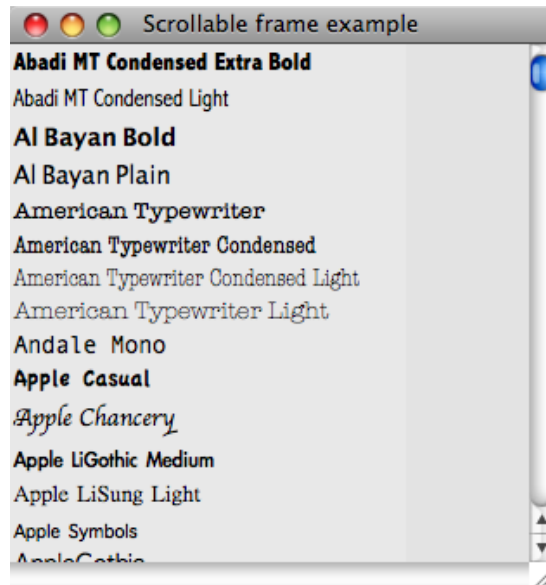 Scrollable frame example
Abadi MT Condensed Extra Bold
Abadi MT Condensed Light
Al Bayan Bold
Al Bayan Plain
American Typewriter
American Typewriter Condensed
American Typewriter Condensed Light
American Typewriter Light
Andale Mono
Apple Casual
Apple Chancery
Apple LiGothic Medium
Apple LiSung Light
Apple Symbols
AppleGothic